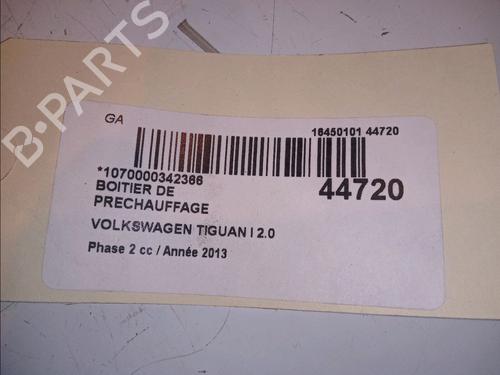 B-PARTS
GA
16450101 44720
*1070000342366
BOITIER DE
PRECHAUFFAGE
44720
VOLKSWAGEN TIGUAN I 2.0
Phase 2 cc / Année 2013